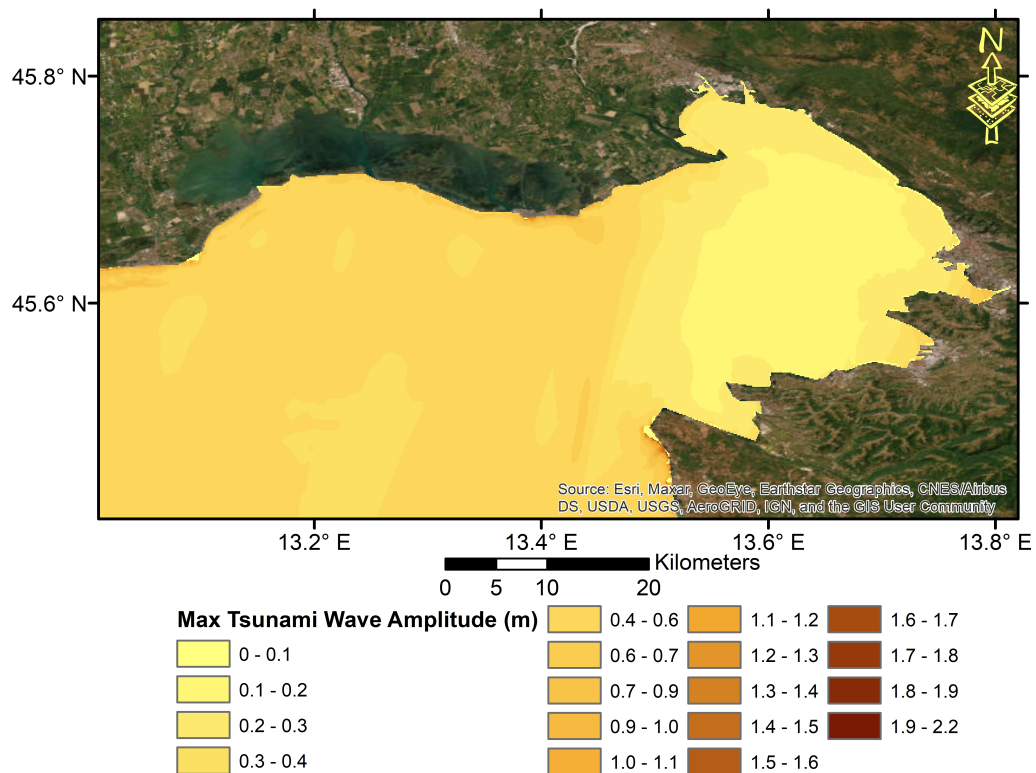 N
45.8° N
45.6° N
Source: Esri, Maxar, GeoEye, Earthstar Geographics, CNES/Airbus
DS, USDA, USGS, AeroGRID, IGN, and the GIS User Community
13.2° E
13.4° E
13.6° E
13.8° E
Kilometers
0 5 10 20
Max Tsunami Wave Amplitude (m)
0 - 0.1
0.1 - 0.2
0.2 - 0.3
0.3 - 0.4
0.4 - 0.6
0.6 - 0.7
0.7 - 0.9
0.9 - 1.0
1.0 - 1.1
1.1 - 1.2
1.2 - 1.3
1.3 - 1.4
1.4 - 1.5
1.5 - 1.6
1.6 - 1.7
1.7 - 1.8
1.8 - 1.9
1.9 - 2.2